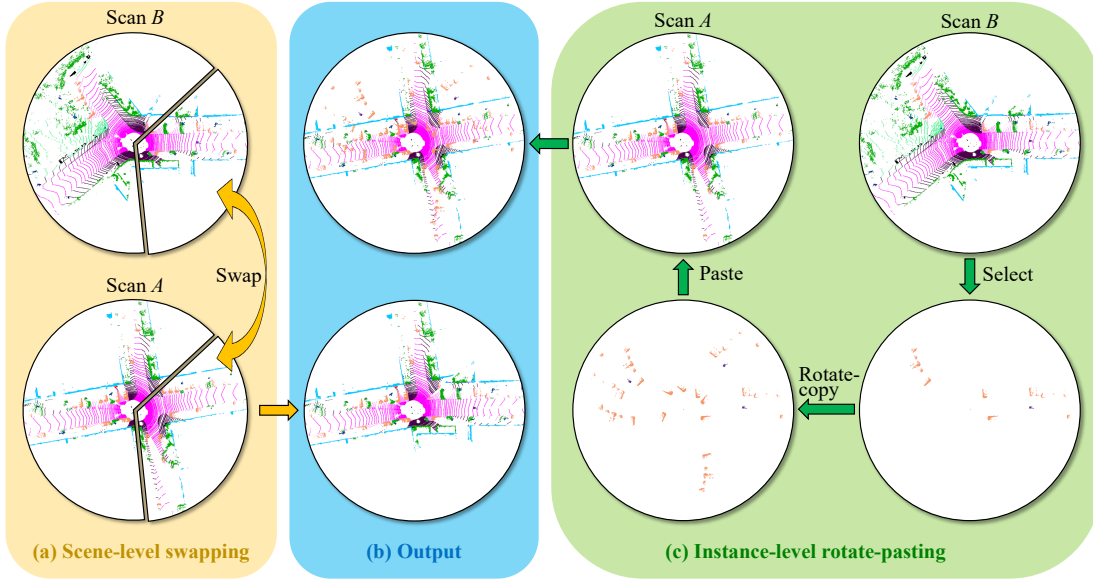 Scan B
Swap
Scan A
(a) Scene-level swapping
(b) Output
Scan A
Scan B
Paste
Select
Rotate-
copy
(c) Instance-level rotate-pasting